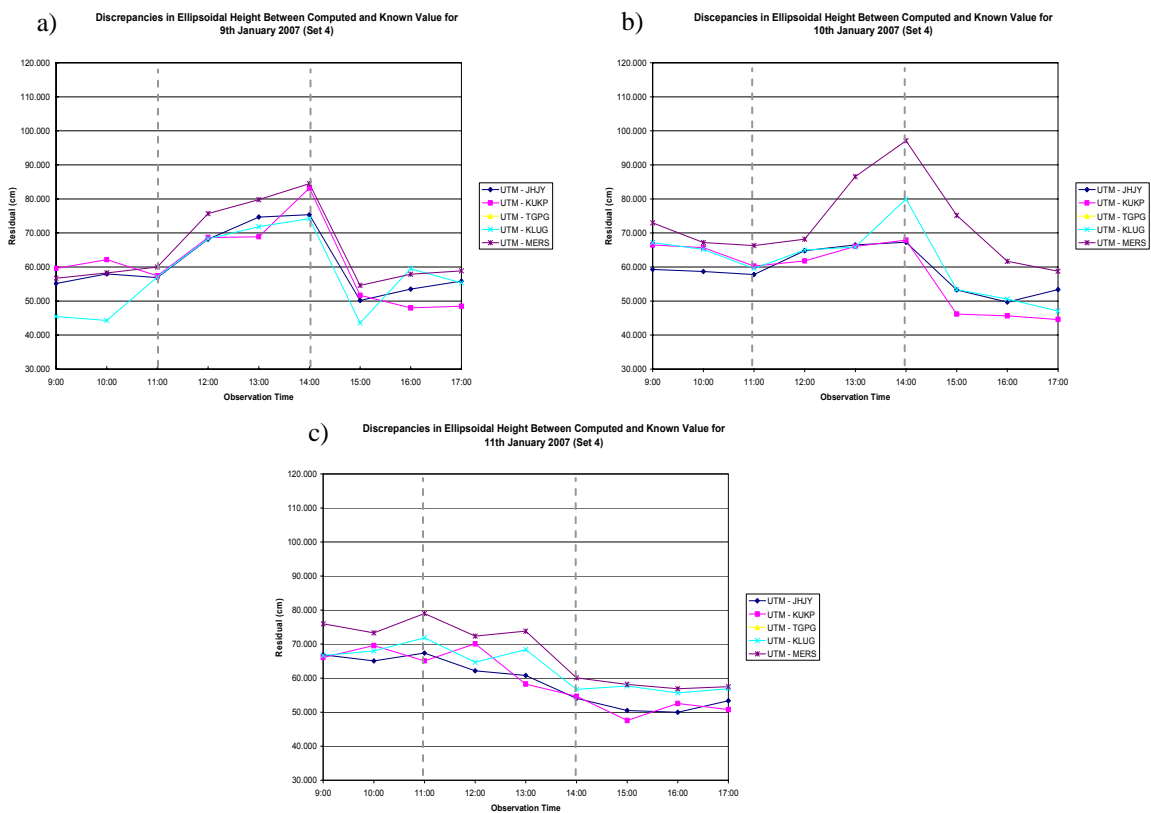 a)
Discrepancies in Ellipsoidal Height Between Computed and Known Value for
9th January 2007 (Set 4)
120.000
110.000
100.000
90.000
80.000
70.000
60.000
50.000
40.000
30.000
Residual (cm)
9:00 10:00 11:00 12:00 13:00 14:00 15:00 16:00 17:00
Observation Time
UTM - JHJY
UTM - KUKP
UTM - TGPG
UTM - KLUG
UTM - MERS
b)
Discepancies in Ellipsoidal Height Between Computed and Known Value for
10th January 2007 (Set 4)
120.000
110.000
100.000
90.000
80.000
70.000
60.000
50.000
40.000
30.000
Residual (cm)
9:00 10:00 11:00 12:00 13:00 14:00 15:00 16:00 17:00
Observation Time
UTM - JHJY
UTM - KUKP
UTM - TGPG
UTM - KLUG
UTM - MERS
c)
Discrepancies in Ellipsoidal Height Between Computed and Known Value for
11th January 2007 (Set 4)
120.000
110.000
100.000
90.000
80.000
70.000
60.000
50.000
40.000
30.000
Residual (cm)
9:00 10:00 11:00 12:00 13:00 14:00 15:00 16:00 17:00
Observation Time
UTM - JHJY
UTM - KUKP
UTM - TGPG
UTM - KLUG
UTM - MERS